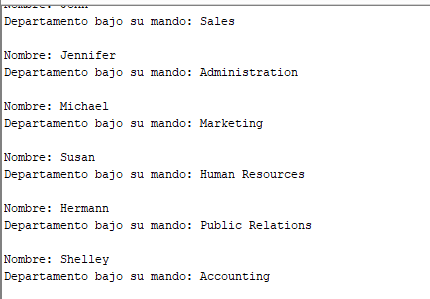 Nombre: John
Departamento bajo su mando: Sales
Nombre: Jennifer
Departamento bajo su mando: Administration
Nombre: Michael
Departamento bajo su mando: Marketing
Nombre: Susan
Departamento bajo su mando: Human Resources
Nombre: Hermann
Departamento bajo su mando: Public Relations
Nombre: Shelley
Departamento bajo su mando: Accounting